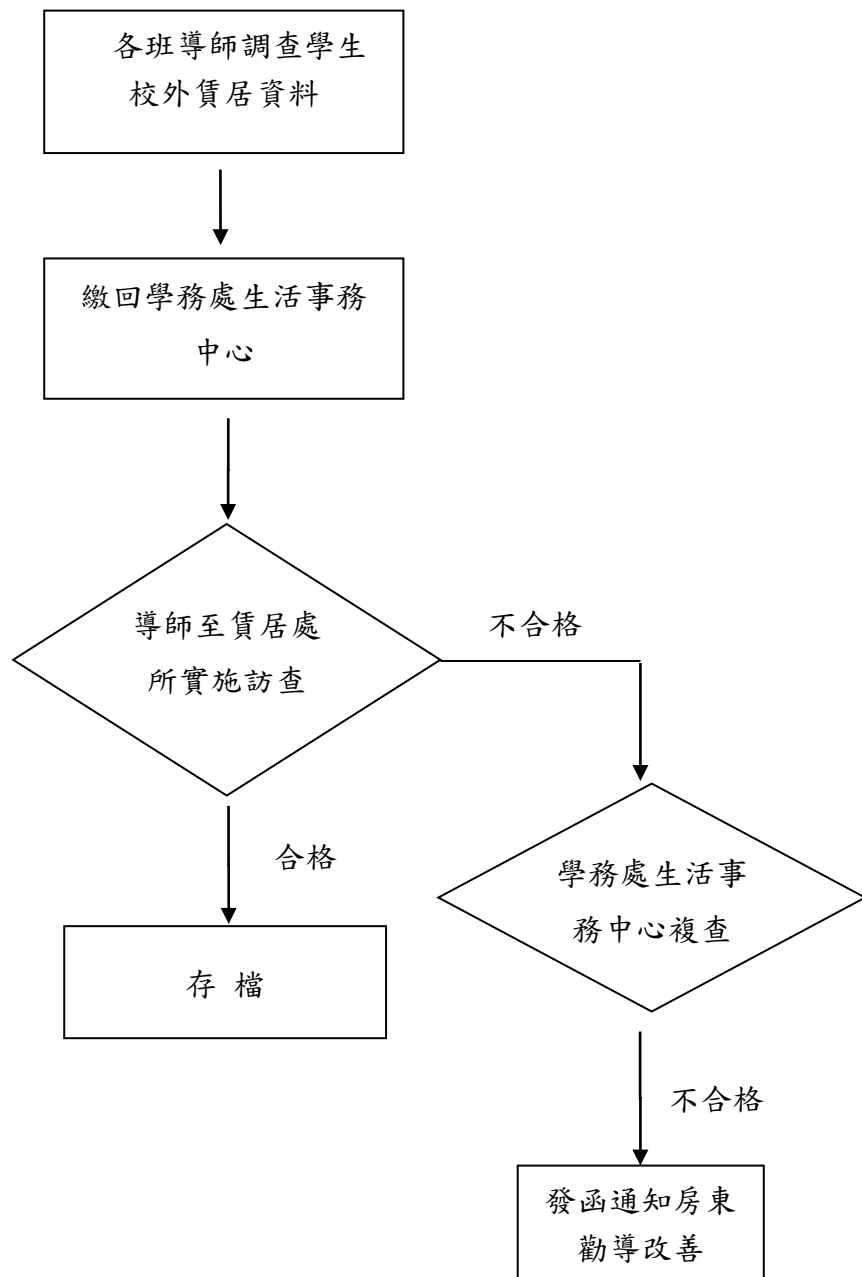 各班導師調查學生
校外賃居資料
繳回學務處生活事務
中心
導師至賃居處
所實施訪查
不合格
合格
學務處生活事
務中心複查
存 檔
不合格
發函通知房東
勸導改善